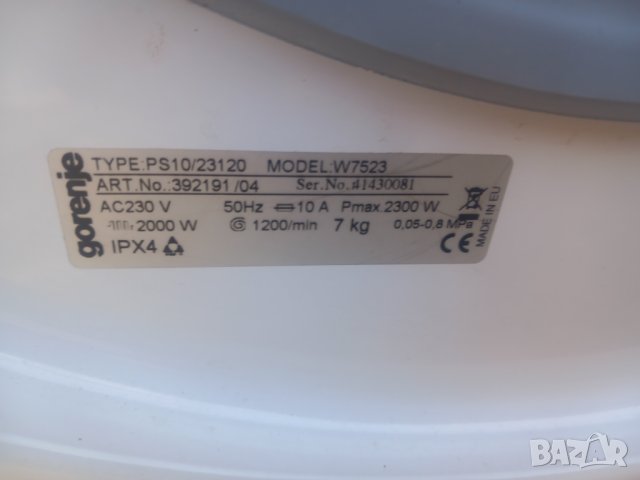 gorenje
TYPE:PS10/23120 MODEL:W7523
ART.No.:392191/04 Ser.No.:41430081
AC230 V 50Hz 10 A Pmax.2300 W
2000 W 1200/min 7 kg 0,05-0,8 MPa
IPX4 CE
MADE IN EU
BAZAR